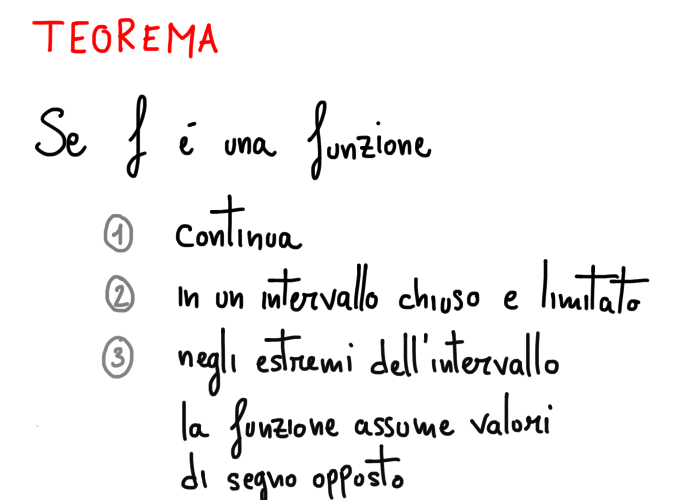 TEOREMA
Se f é una funzione
1 continua
2 in un intervallo chiuso e limitato
3 negli estremi dell'intervallo
la funzione assume valori
di segno opposto